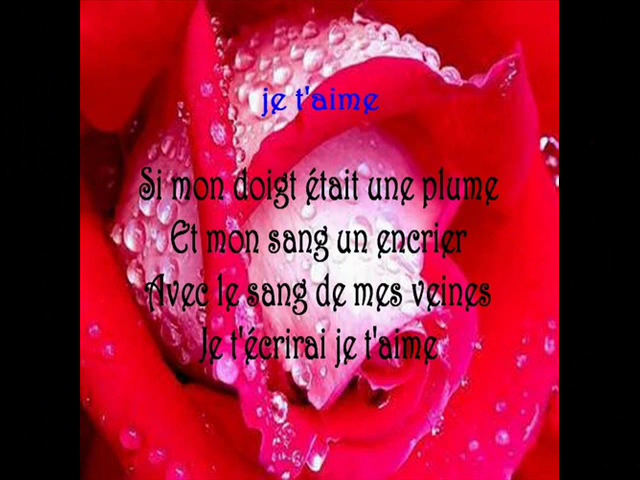 je t'aime
Si mon doigt était une plume
Et mon sang un encrier
Avec le sang de mes veines
Je t'écrirai je t'aime